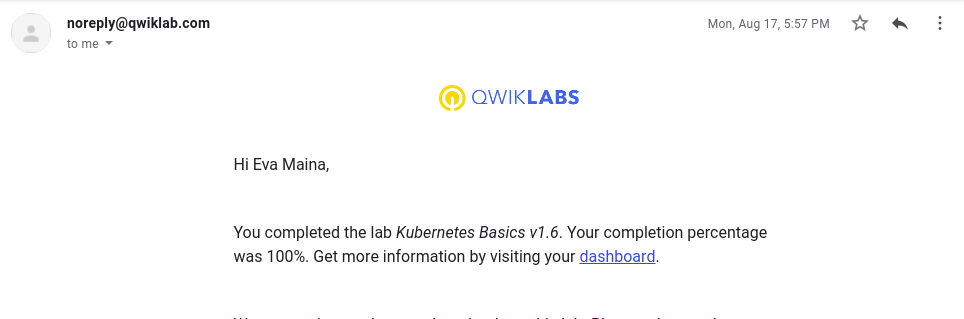 noreply@qwiklab.com
Mon, Aug 17, 5:57 PM
to me
QWIKLABS
Hi Eva Maina,
You completed the lab Kubernetes Basics v1.6. Your completion percentage
was 100%. Get more information by visiting your dashboard.